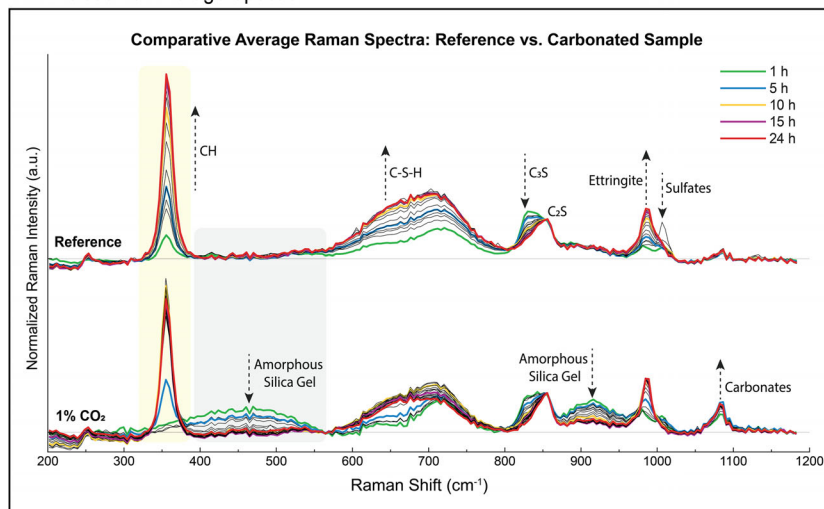 Comparative Average Raman Spectra: Reference vs. Carbonated Sample
1 h
5 h
10 h
15 h
24 h
CH
C-S-H
C₃S
C₂S
Ettringite
Sulfates
Reference
Amorphous
Silica Gel
Amorphous
Silica Gel
Carbonates
1% CO₂
Normalized Raman Intensity (a.u.)
200 300 400 500 600 700 800 900 1000 1100 1200
Raman Shift (cm⁻¹)